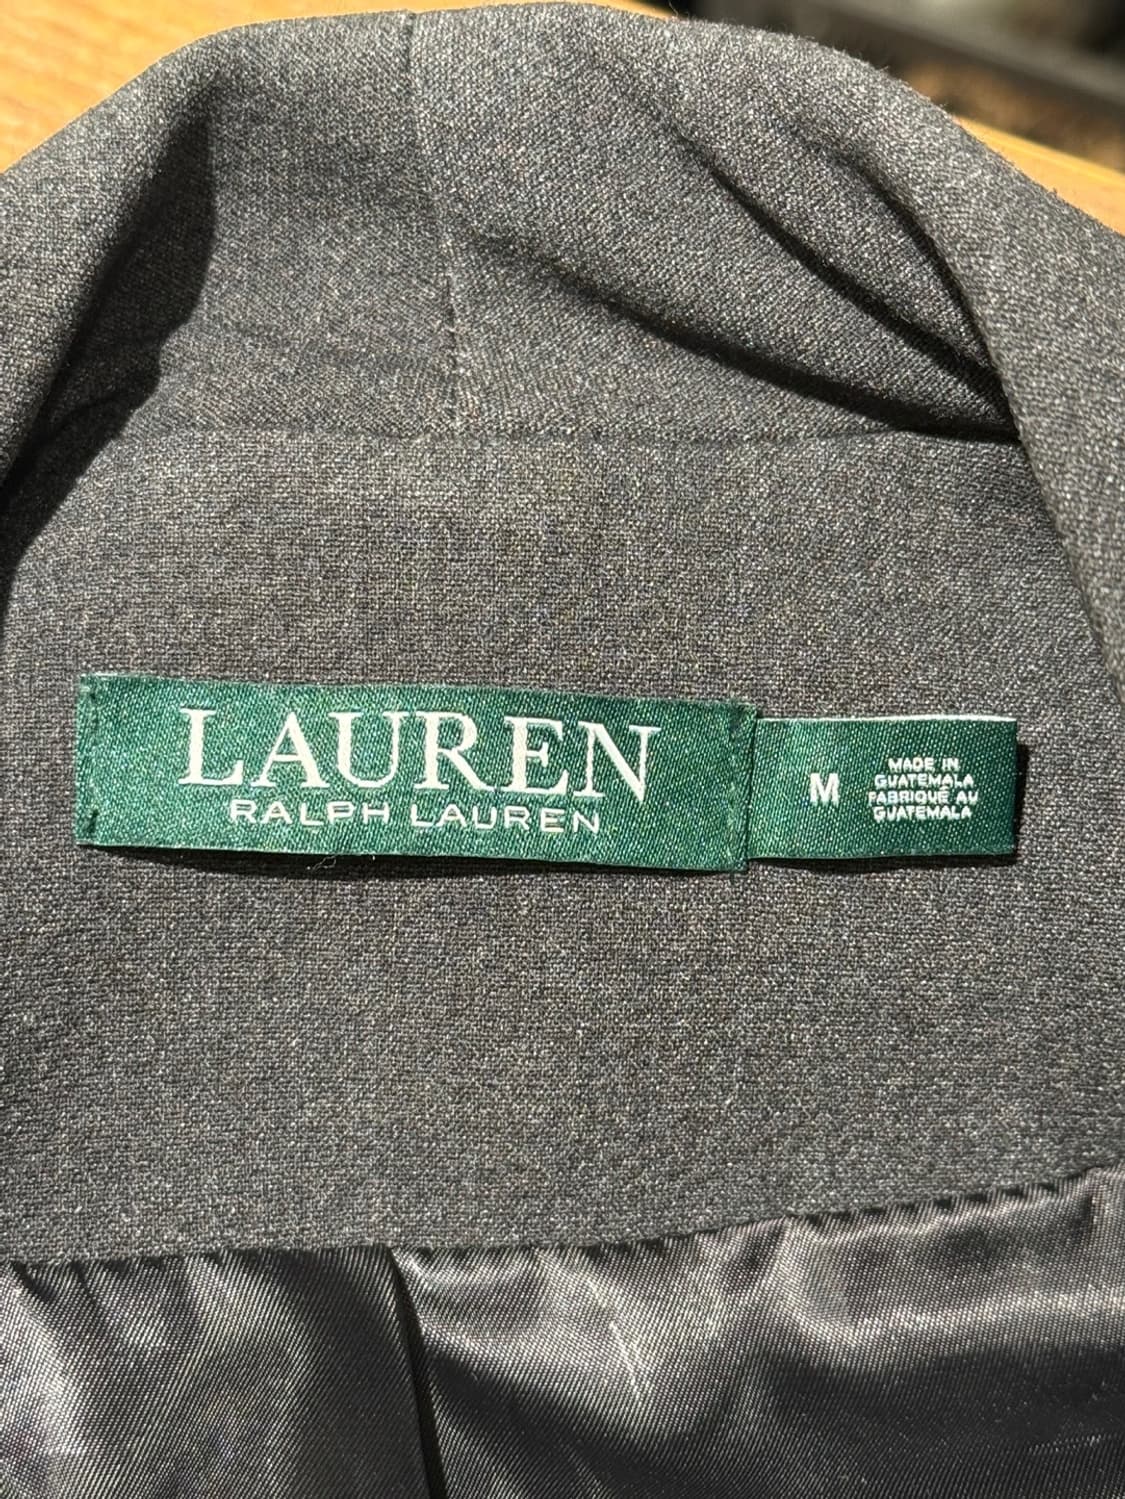 LAUREN
RALPH LAUREN
M
MADE IN
GUATEMALA
FABRIQUÉ AU
GUATEMALA